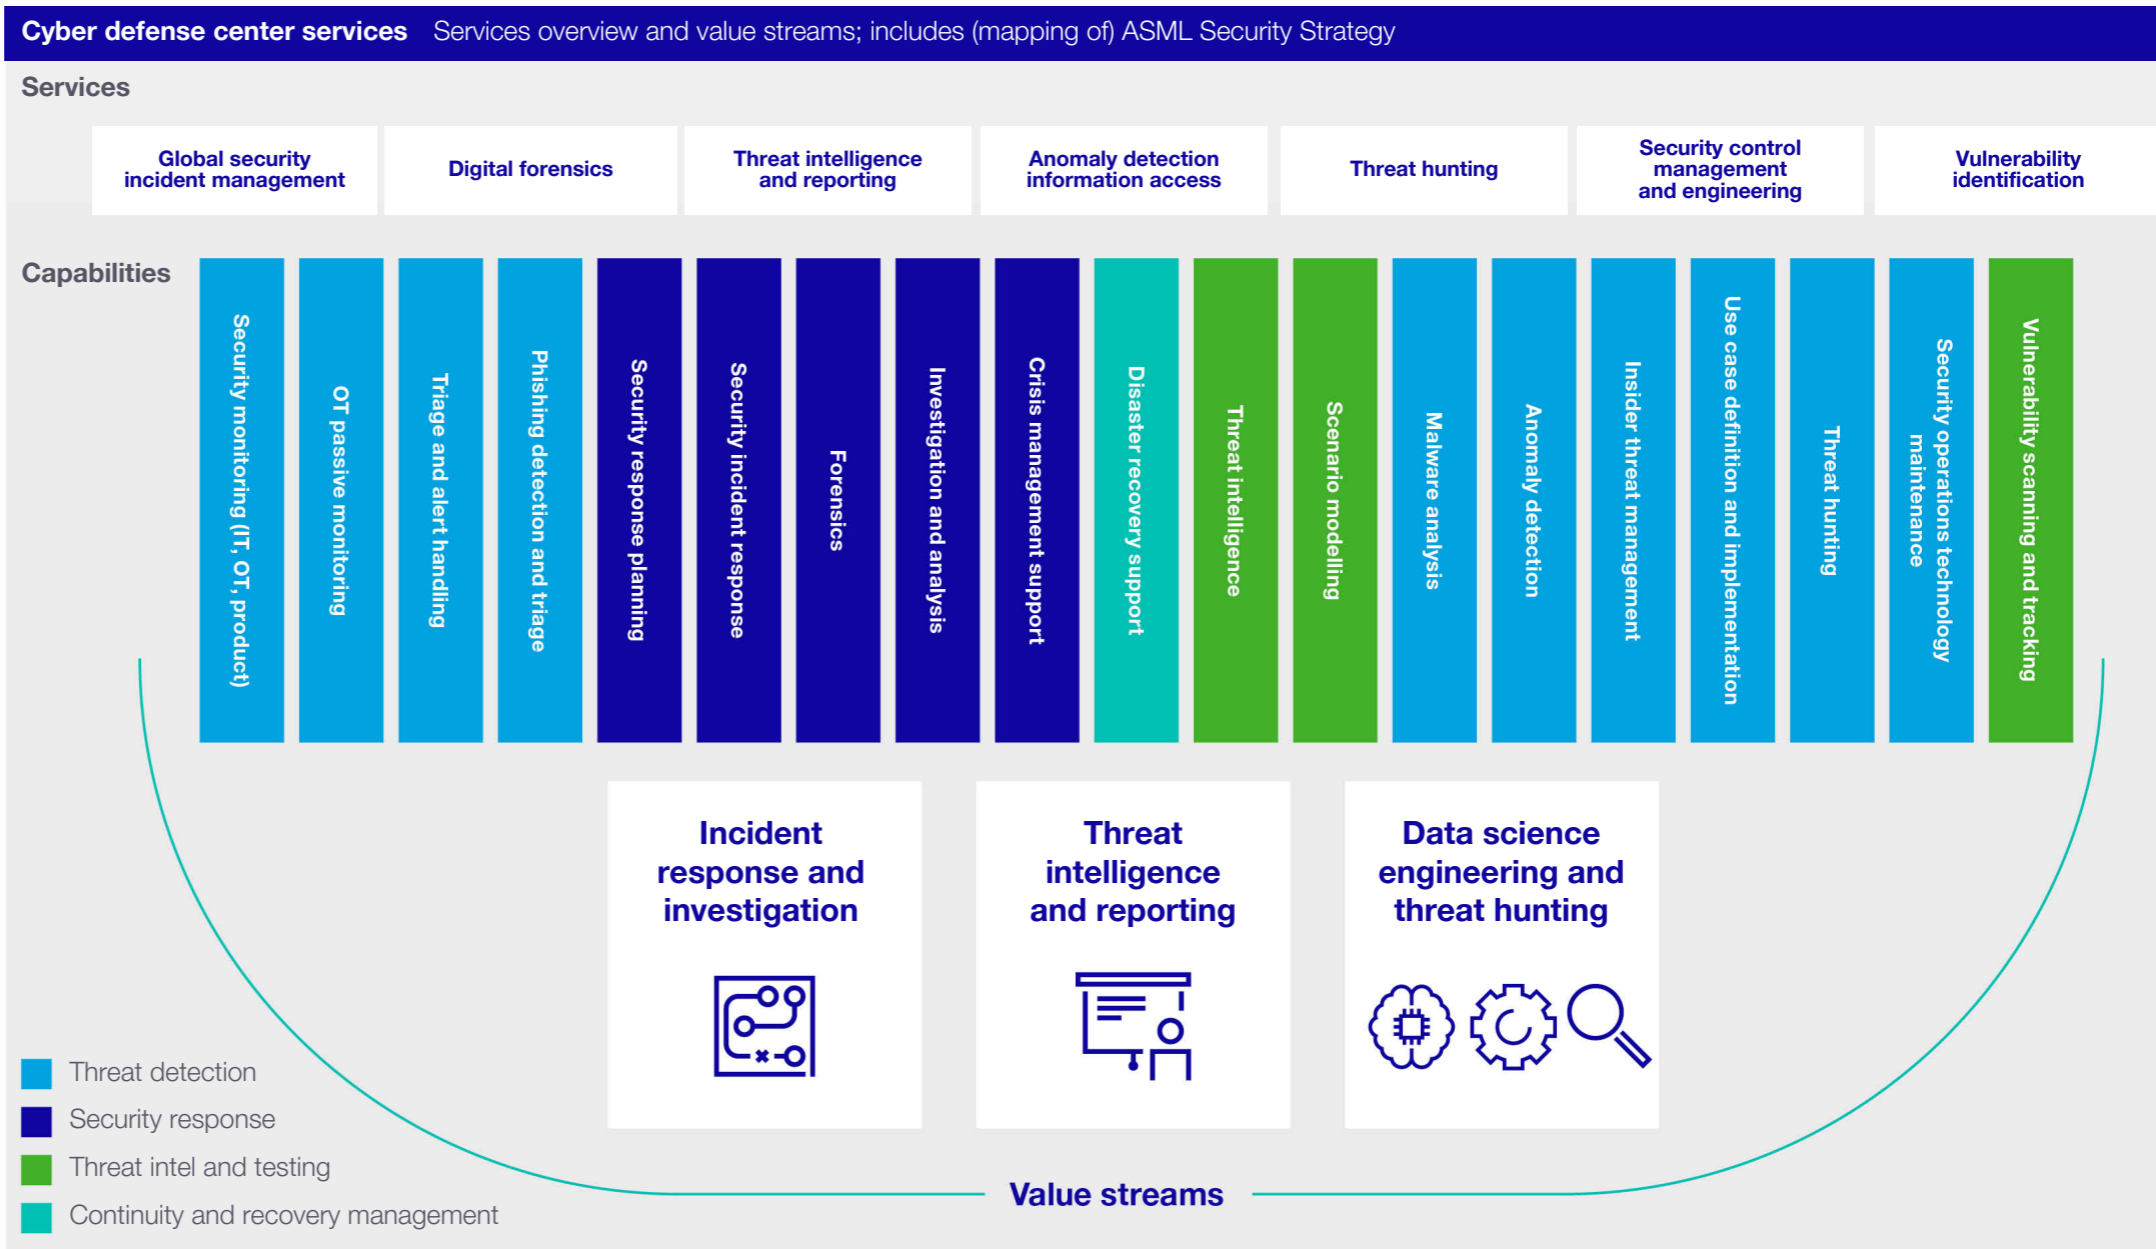 Cyber defense center services Services overview and value streams; includes (mapping of) ASML Security Strategy
Services
Global security
incident management
Digital forensics
Threat intelligence
and reporting
Anomaly detection
information access
Threat hunting
Security control
management
and engineering
Vulnerability
identification
Capabilities
Security monitoring (IT, OT, product)
OT passive monitoring
Triage and alert handling
Phishing detection and triage
Security response planning
Security incident response
Forensics
Investigation and analysis
Crisis management support
Disaster recovery support
Threat intelligence
Scenario modelling
Malware analysis
Anomaly detection
Insider threat management
Use case definition and implementation
Threat hunting
Security operations technology
maintenance
Vulnerability scanning and tracking
Incident
response and
investigation
Threat
intelligence
and reporting
Data science
engineering and
threat hunting
Threat detection
Security response
Threat intel and testing
Continuity and recovery management
Value streams